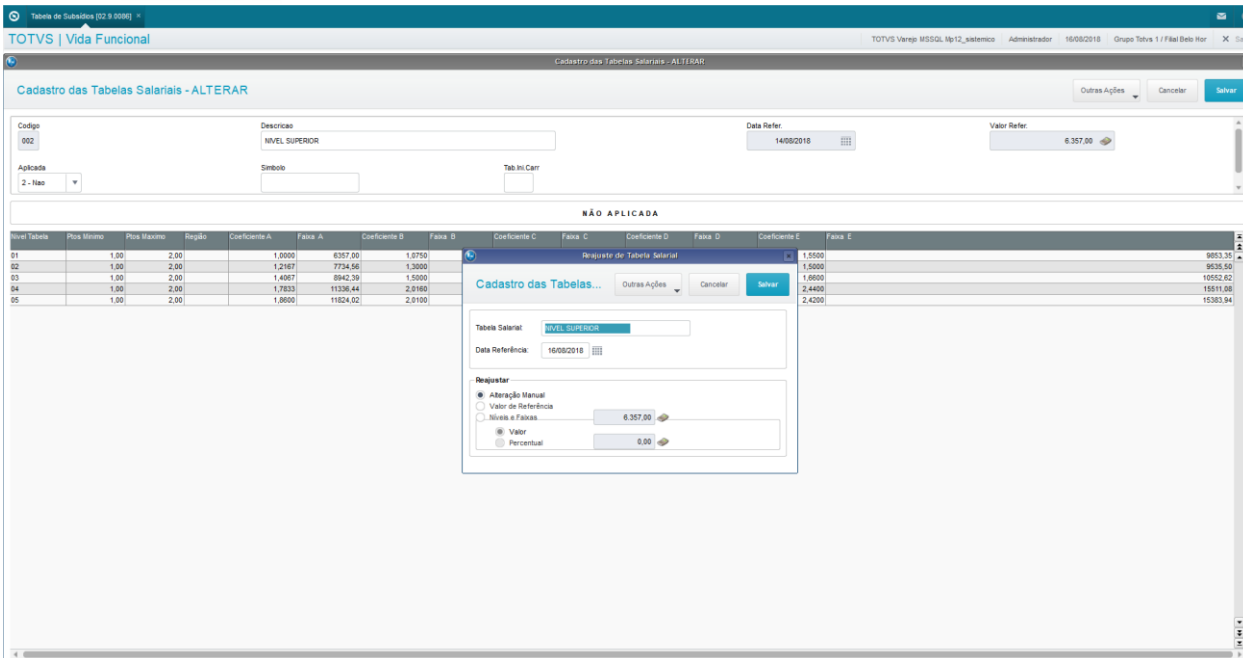 Tabela de Subsídios [02.9.0086] ×
TOTVS | Vida Funcional
TOTVS Varejo MSSQL Mp12_sistemico Administrador 16/08/2018 Grupo Totvs 1 / Filial Belo Hor X Sa
Cadastro das Tabelas Salariais - ALTERAR
Cadastro das Tabelas Salariais - ALTERAR Outras Ações Cancelar Salvar
Codigo Descricao Data Refer. Valor Refer.
002 NIVEL SUPERIOR 14/08/2018 6.357,00
Aplicada Simbolo Tab.Ini.Carr
2 - Nao
NÃO APLICADA
Nivel Tabela Ptos Minimo Ptos Maximo Região Coeficiente A Faixa A Coeficiente B Faixa B Coeficiente C Faixa C Coeficiente D Faixa D Coeficiente E Faixa E
01 1,00 2,00 1,0000 6357,00 1,0750 1,5500 9853,35
02 1,00 2,00 1,2167 7734,56 1,3000 1,5000 9535,50
03 1,00 2,00 1,4067 8942,39 1,5000 1,6600 10552,62
04 1,00 2,00 1,7833 11336,44 2,0160 2,4400 15511,08
05 1,00 2,00 1,8600 11824,02 2,0100 2,4200 15383,94
Reajuste de Tabela Salarial
Cadastro das Tabelas... Outras Ações Cancelar Salvar
Tabela Salarial: NIVEL SUPERIOR
Data Referência: 16/08/2018
Reajustar
Alteração Manual
Valor de Referência
Níveis e Faixas 6.357,00
Valor
Percentual 0,00